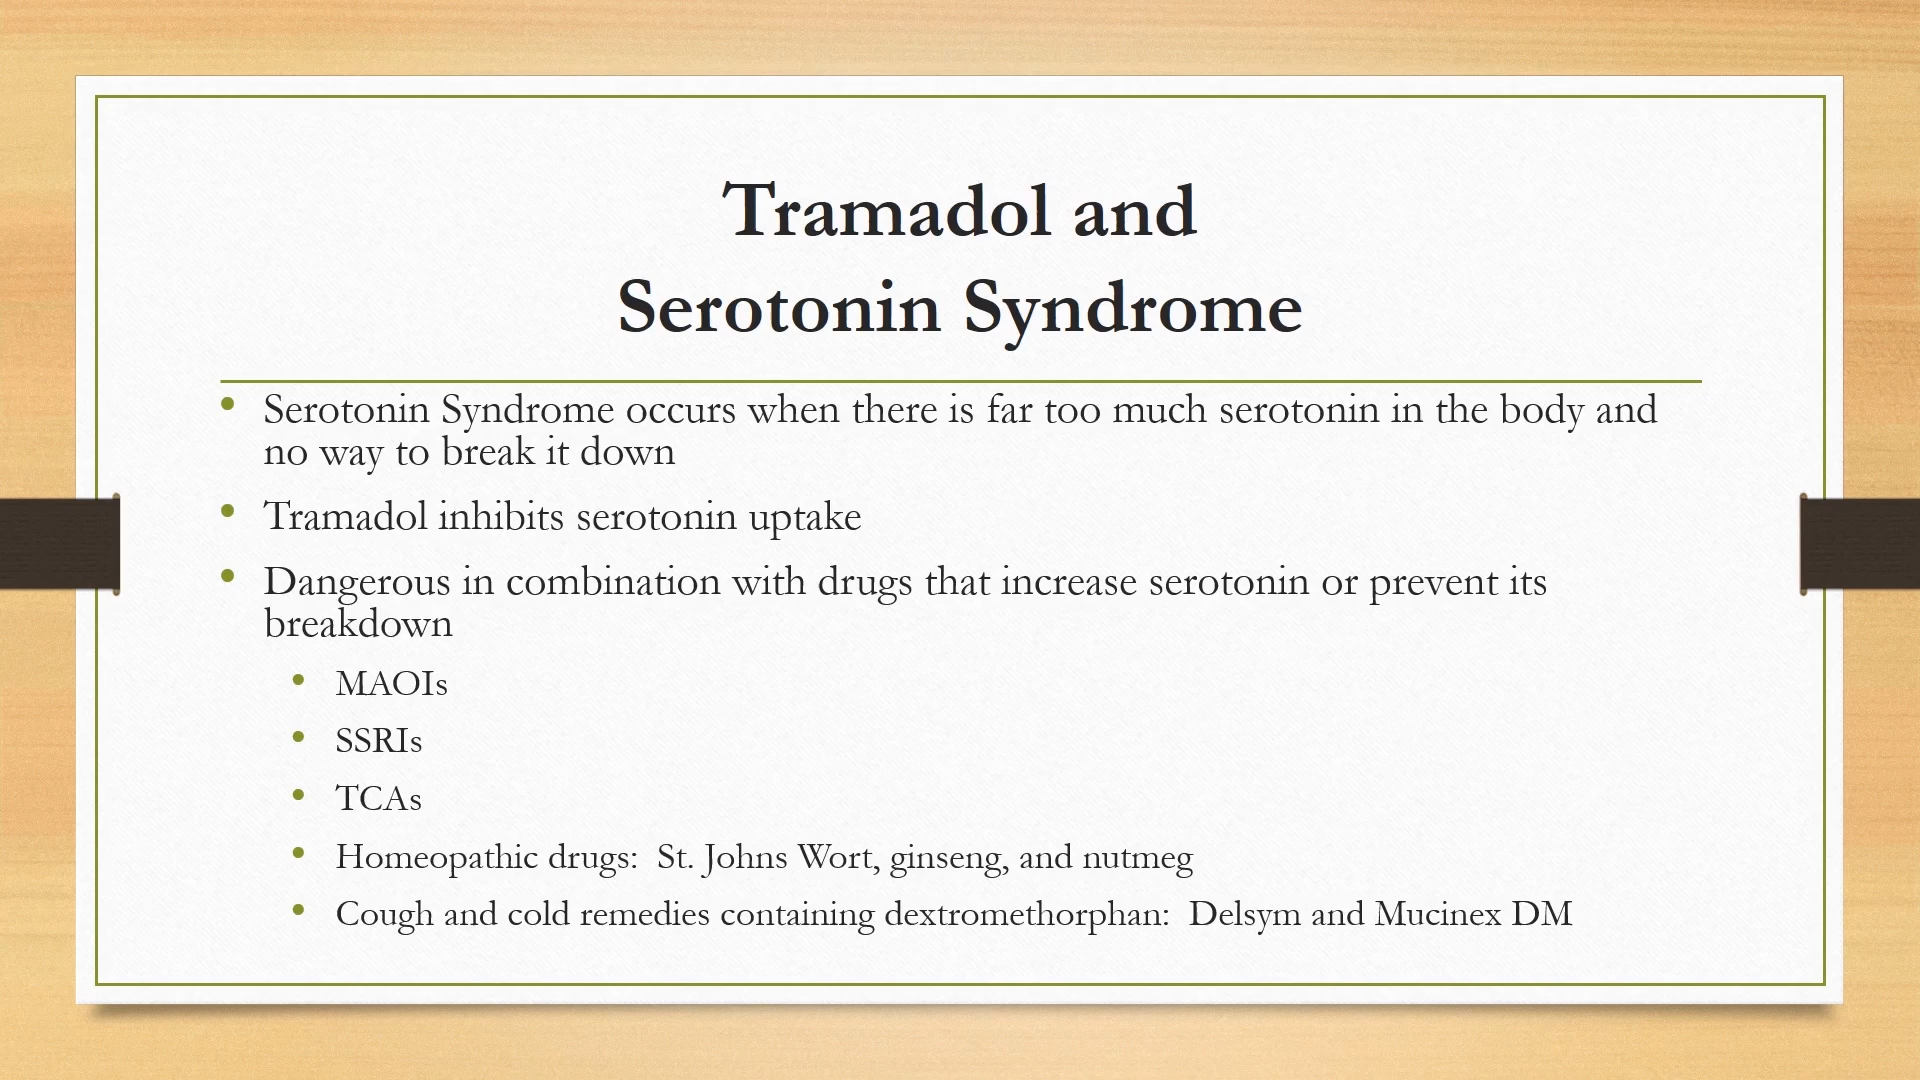 Tramadol and
Serotonin Syndrome
• Serotonin Syndrome occurs when there is far too much serotonin in the body and
no way to break it down
• Tramadol inhibits serotonin uptake
• Dangerous in combination with drugs that increase serotonin or prevent its
breakdown
• MAOIs
• SSRIs
• TCAs
• Homeopathic drugs:  St. Johns Wort, ginseng, and nutmeg
• Cough and cold remedies containing dextromethorphan:  Delsym and Mucinex DM